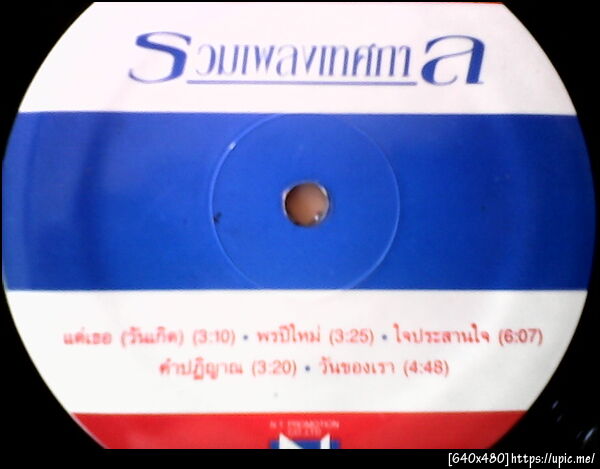 รวมเพลงเทศกาล
แด่เธอ (วันเกิด) (3:10) • พรปีใหม่ (3:25) • ใจประสานใจ (6:07)
คำปฏิญาณ (3:20) • วันของเรา (4:48)
N.T. PROMOTION
CO.,LTD.
[640x480]https://upic.me/